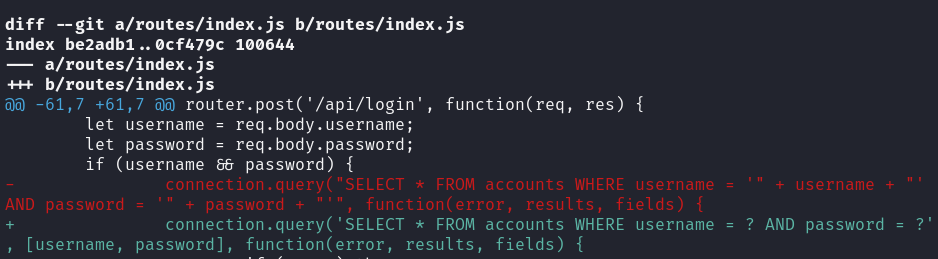 diff --git a/routes/index.js b/routes/index.js
index be2adb1..0cf479c 100644
--- a/routes/index.js
+++ b/routes/index.js
@@ -61,7 +61,7 @@ router.post('/api/login', function(req, res) {
        let username = req.body.username;
        let password = req.body.password;
        if (username && password) {
-               connection.query("SELECT * FROM accounts WHERE username = '" + username + "'
AND password = '" + password + "'", function(error, results, fields) {
+               connection.query('SELECT * FROM accounts WHERE username = ? AND password = ?'
, [username, password], function(error, results, fields) {